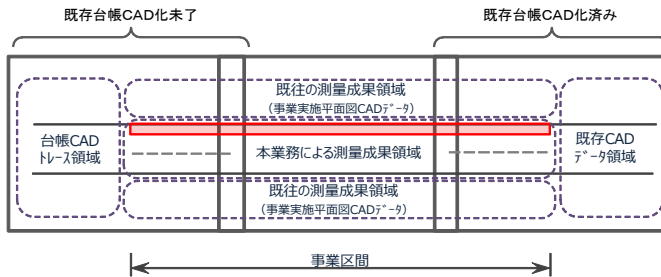 既存台帳CAD化未了
既存台帳CAD化済み
既往の測量成果領域
(事業実施平面図CADデータ)
台帳CAD
トレース領域
本業務による測量成果領域
既存CAD
データ領域
既往の測量成果領域
(事業実施平面図CADデータ)
事業区間